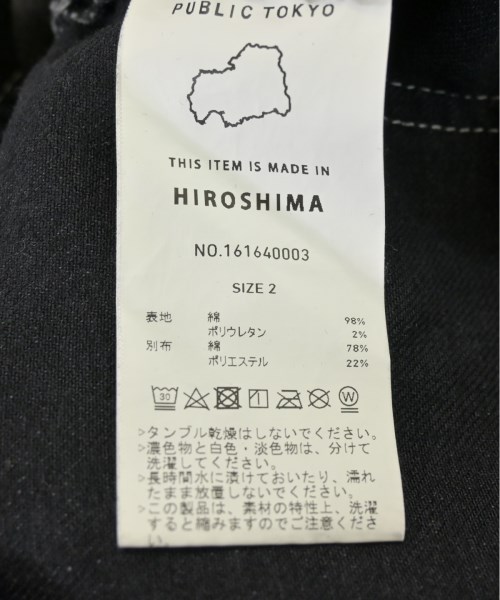 PUBLIC TOKYO
THIS ITEM IS MADE IN
HIROSHIMA
NO.161640003
SIZE 2
表地 綿 98%
ポリウレタン 2%
別布 綿 78%
ポリエステル 22%
30 W
>タンブル乾燥はしないでください。
>濃色物と白色・淡色物は、分けて
洗濯してください。
>長時間水に漬けておいたり、濡れ
たまま放置しないでください。
>この製品は、素材の特性上、洗濯
すると縮みますのでご注意くださ
い。